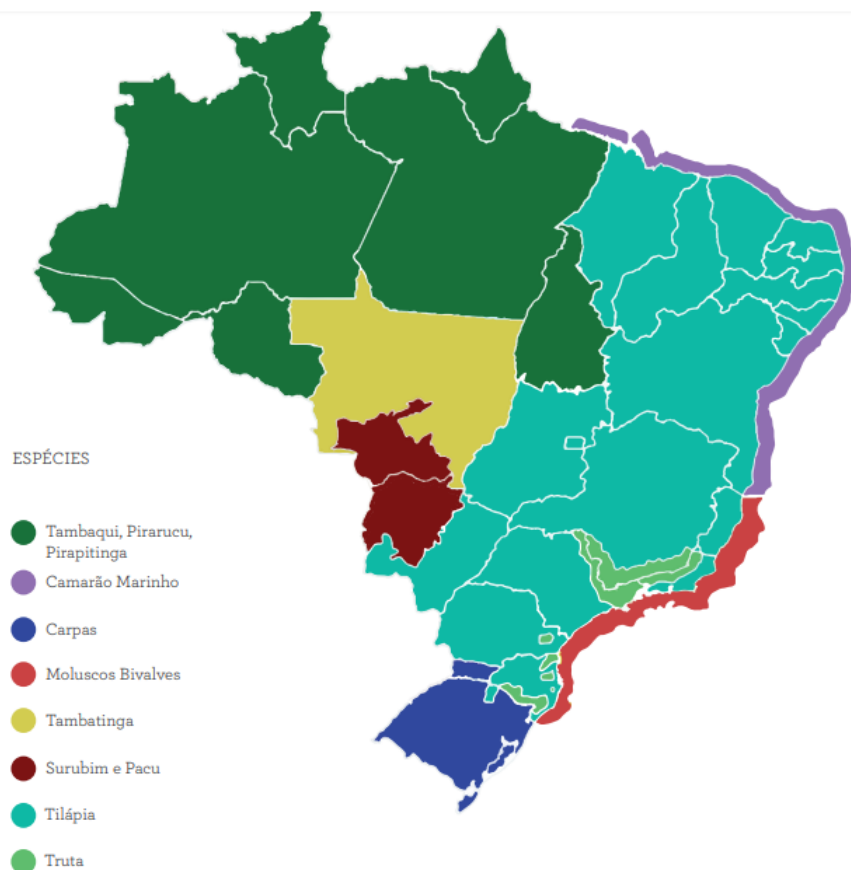 ESPÉCIES
Tambaqui, Pirarucu,
Pirapitinga
Camarão Marinho
Carpas
Moluscos Bivalves
Tambatinga
Surubim e Pacu
Tilápia
Truta